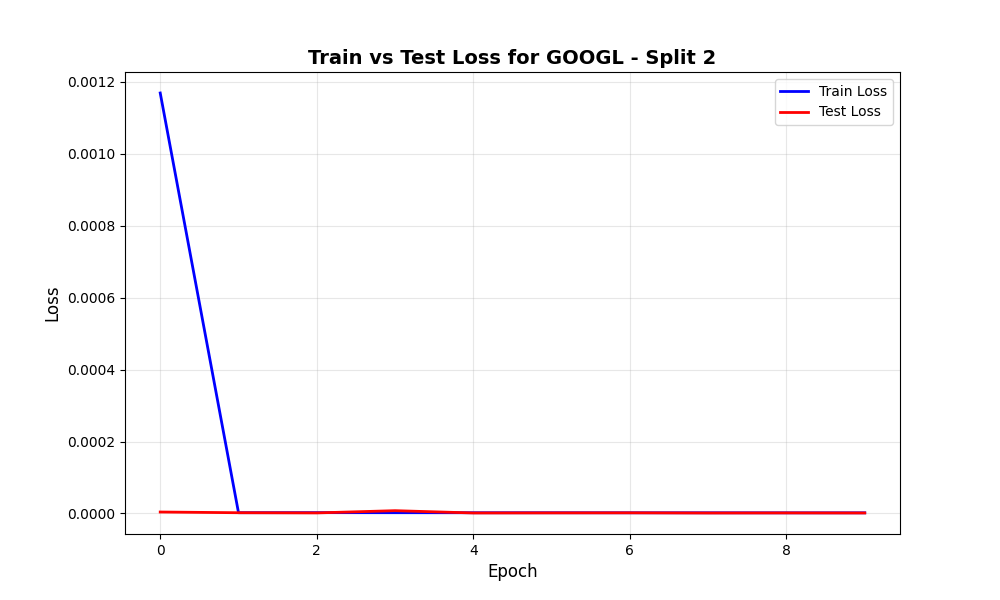 Train vs Test Loss for GOOGL - Split 2
Train Loss
Test Loss
0.0012
0.0010
0.0008
0.0006
0.0004
0.0002
0.0000
Loss
0 2 4 6 8
Epoch